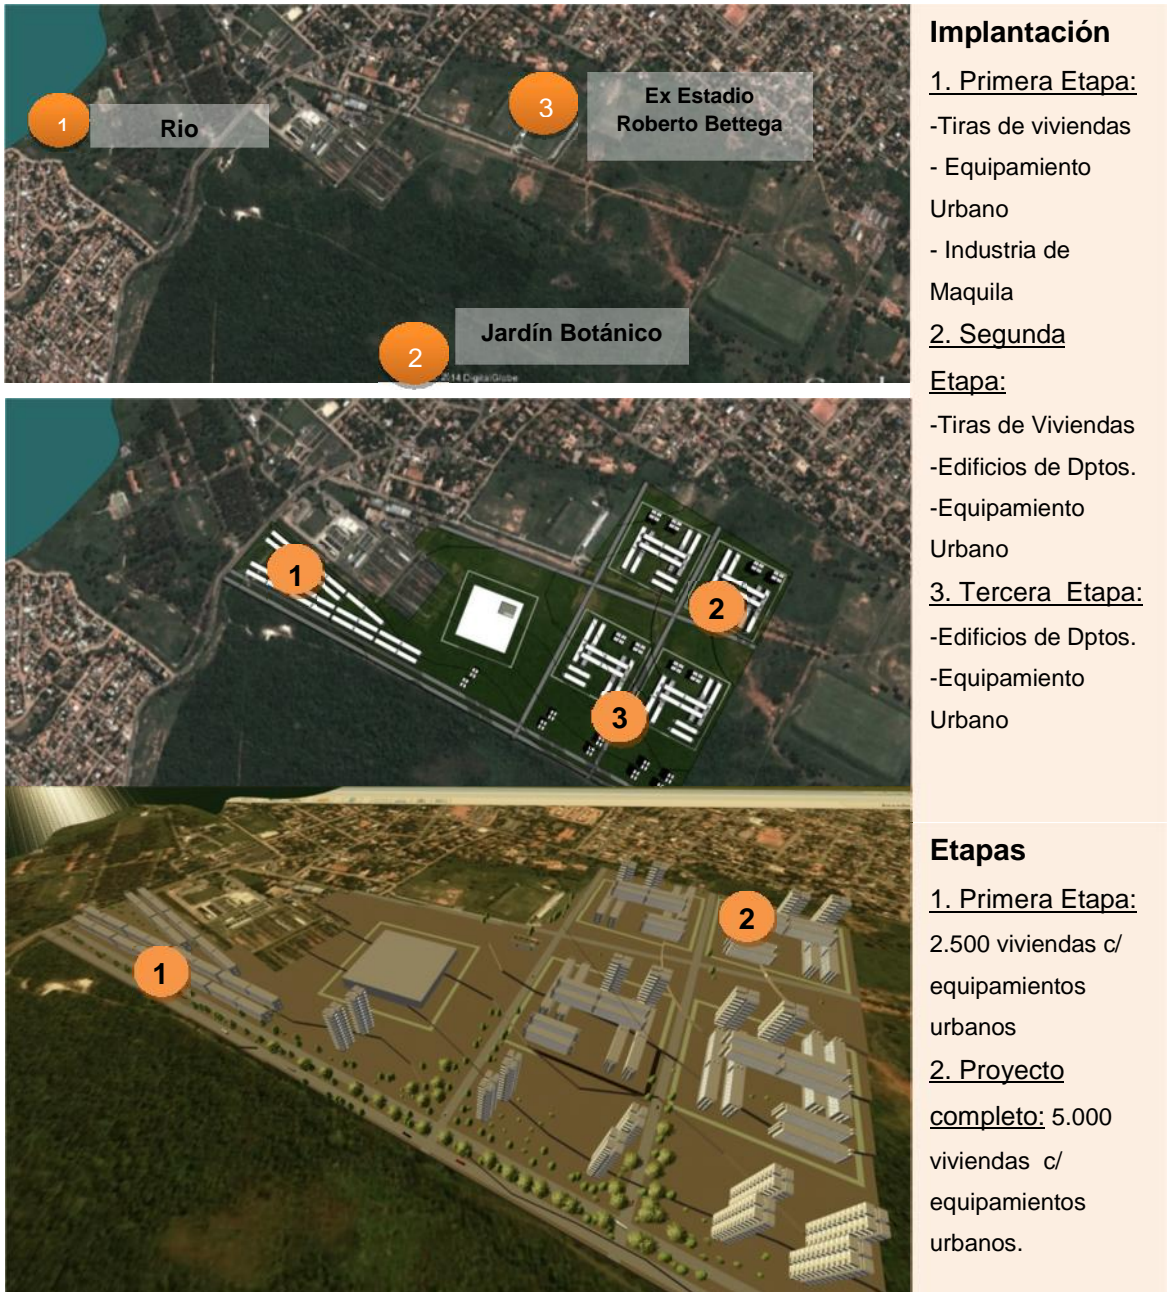 1
Rio
3
Ex Estadio
Roberto Bettega
2
Jardín Botánico
2014 DigitalGlobe
1
2
3
1
2
Implantación
1. Primera Etapa:
-Tiras de viviendas
- Equipamiento
Urbano
- Industria de
Maquila
2. Segunda
Etapa:
-Tiras de Viviendas
-Edificios de Dptos.
-Equipamiento
Urbano
3. Tercera Etapa:
-Edificios de Dptos.
-Equipamiento
Urbano
Etapas
1. Primera Etapa:
2.500 viviendas c/
equipamientos
urbanos
2. Proyecto
completo: 5.000
viviendas c/
equipamientos
urbanos.